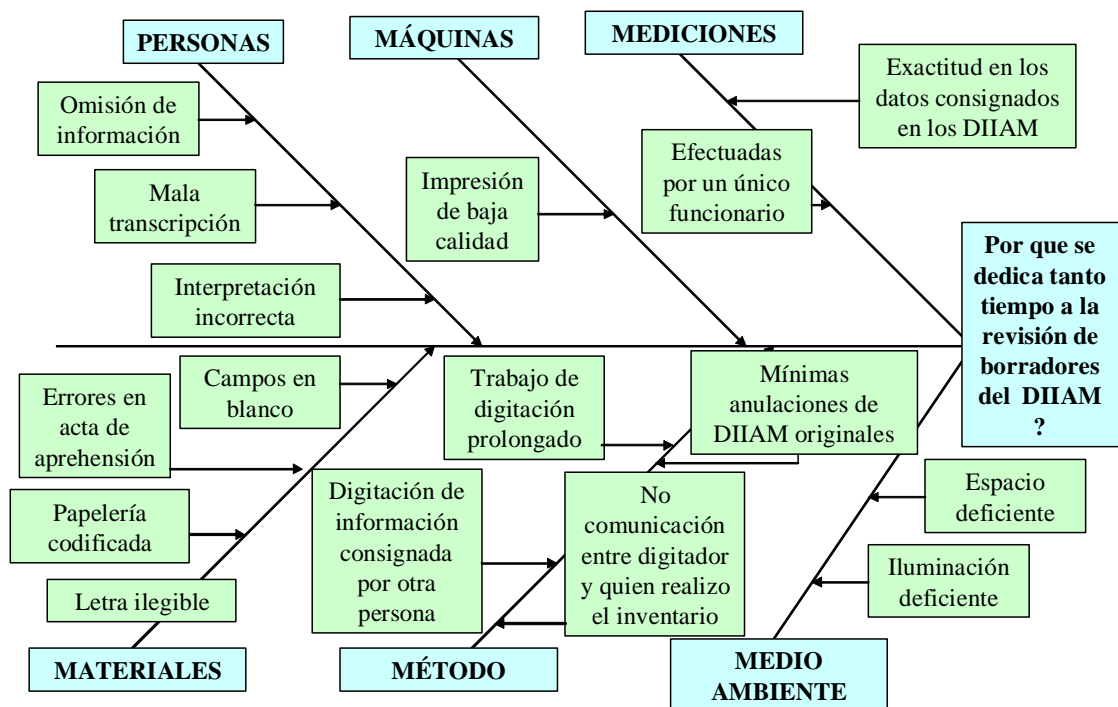 PERSONAS
MÁQUINAS
MEDICIONES
Omisión de
información
Mala
transcripción
Interpretación
incorrecta
Impresión
de baja
calidad
Exactitud en los
datos consignados
en los DIIAM
Efectuadas
por un único
funcionario
Por que se
dedica tanto
tiempo a la
revisión de
borradores
del DIIAM
?
Campos en
blanco
Errores en
acta de
aprehensión
Papelería
codificada
Letra ilegible
Trabajo de
digitación
prolongado
Mínimas
anulaciones de
DIIAM originales
Digitación de
información
consignada
por otra
persona
No
comunicación
entre digitador
y quien realizo
el inventario
Espacio
deficiente
Iluminación
deficiente
MATERIALES
MÉTODO
MEDIO
AMBIENTE